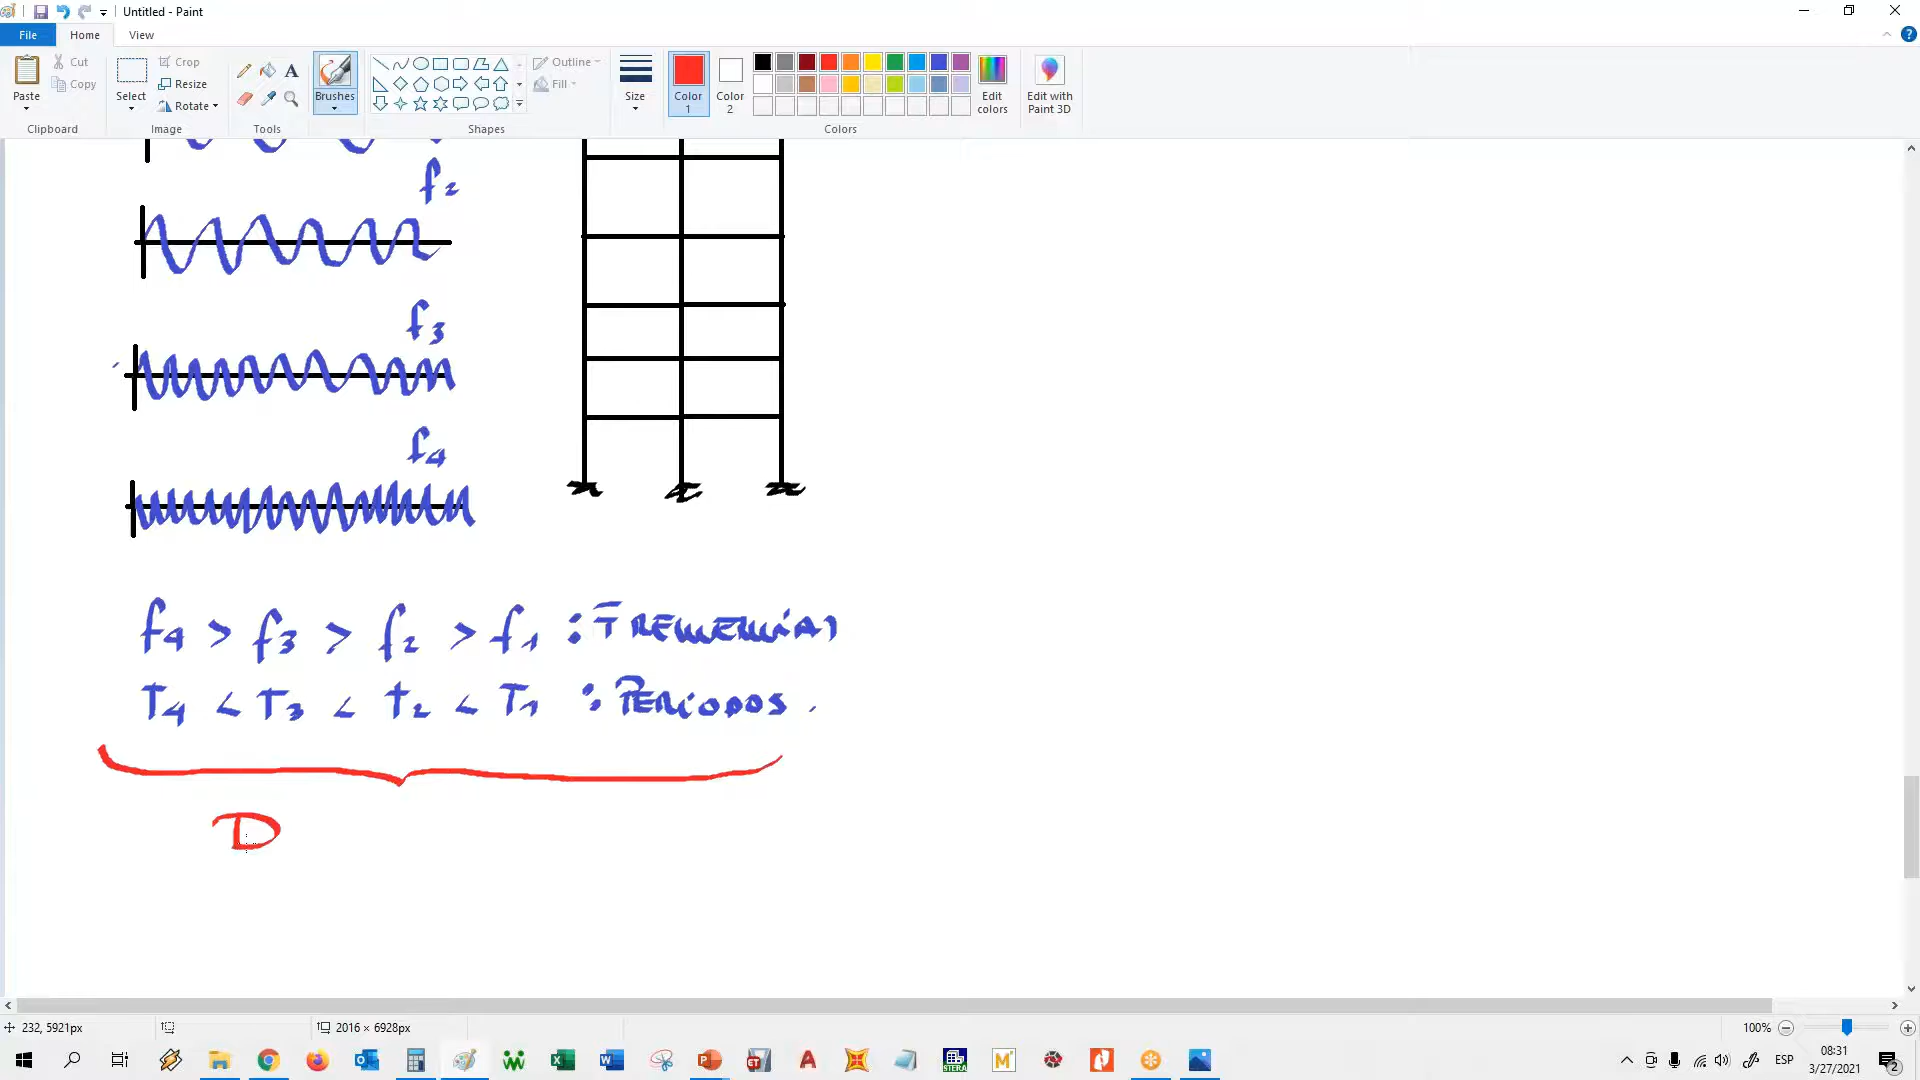 Untitled - Paint
File Home View
Paste
Cut
Copy
Clipboard
Select
Crop
Resize
Rotate
Image
Tools
Brushes
Shapes
Outline
Fill
Size
Color 1
Color 2
Colors
Edit colors
Edit with Paint 3D
f2
f3
f4
f4 > f3 > f2 > f1 :
T4 < T3 < T2 < T1 : PERÍODOS.
D
232, 5921px
2016 × 6928px
100%
ESP
08:31
3/27/2021
2